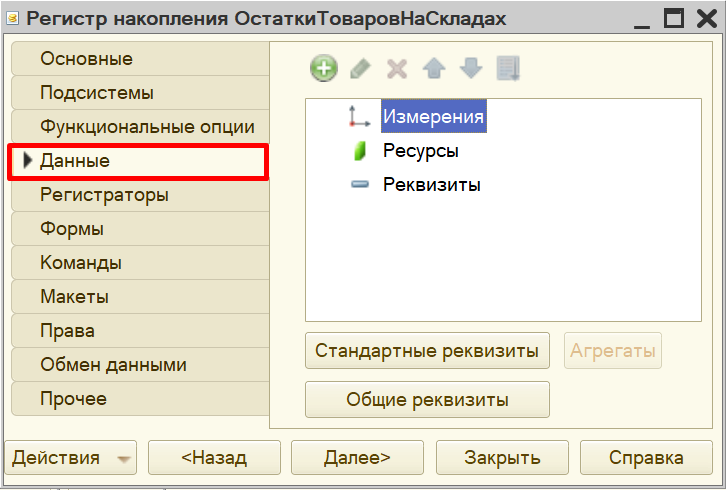 Регистр накопления ОстаткиТоваровНаСкладах
Основные
Подсистемы
Функциональные опции
Данные
Регистраторы
Формы
Команды
Макеты
Права
Обмен данными
Прочее
Измерения
Ресурсы
Реквизиты
Стандартные реквизиты
Агрегаты
Общие реквизиты
Действия
<Назад
Далее>
Закрыть
Справка